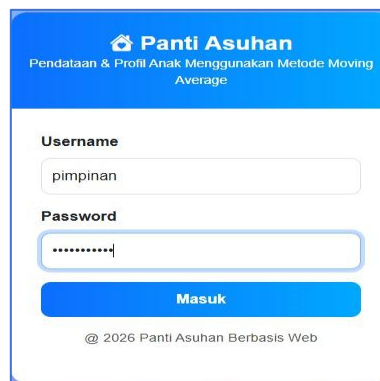 Panti Asuhan
Pendataan & Profil Anak Menggunakan Metode Moving
Average
Username
pimpinan
Password
•••••••••••
Masuk
@ 2026 Panti Asuhan Berbasis Web